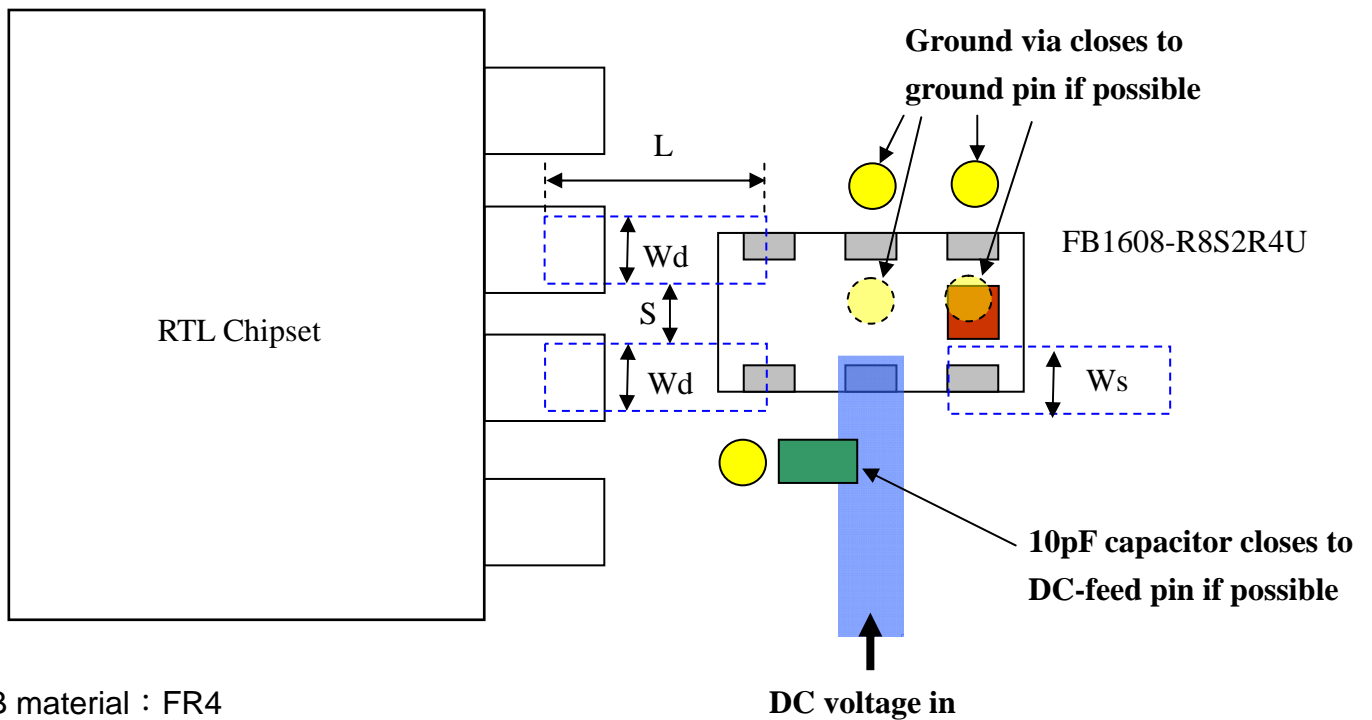 Ground via closes to
ground pin if possible
L
FB1608-R8S2R4U
Wd
S
RTL Chipset
Wd
Ws
10pF capacitor closes to
DC-feed pin if possible
material：FR4
DC voltage in